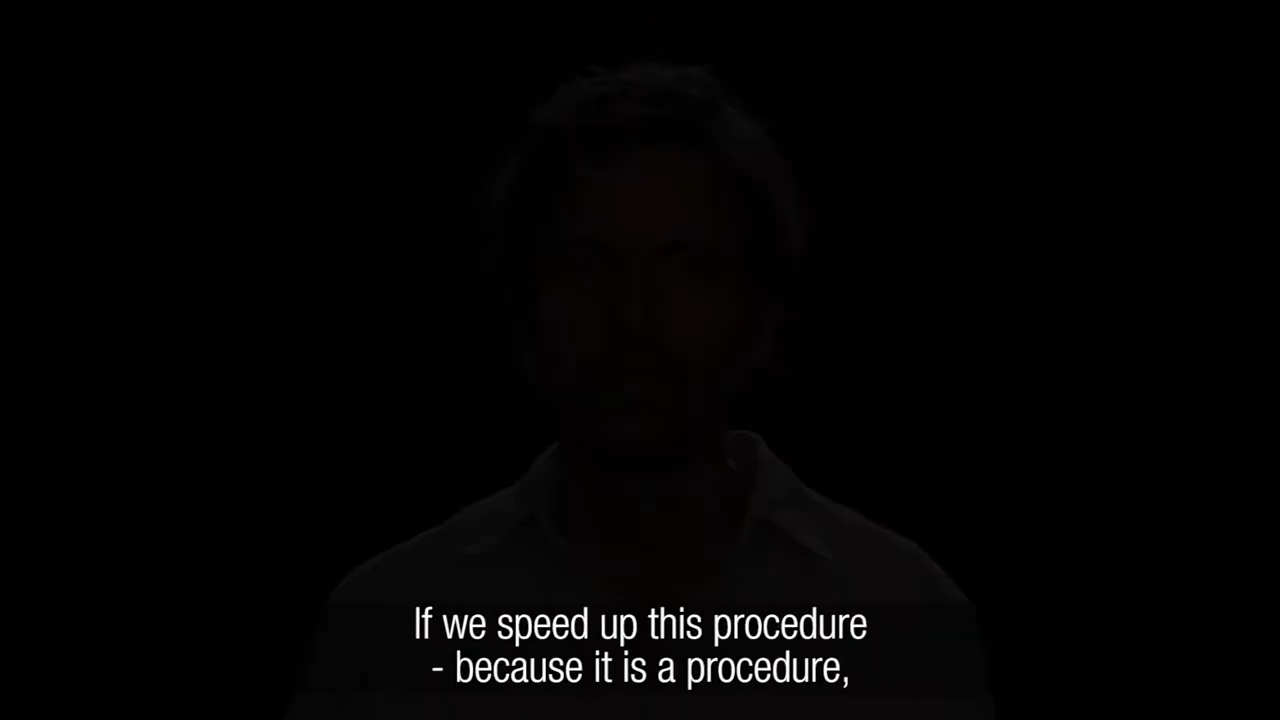 If we speed up this procedure
- because it is a procedure,